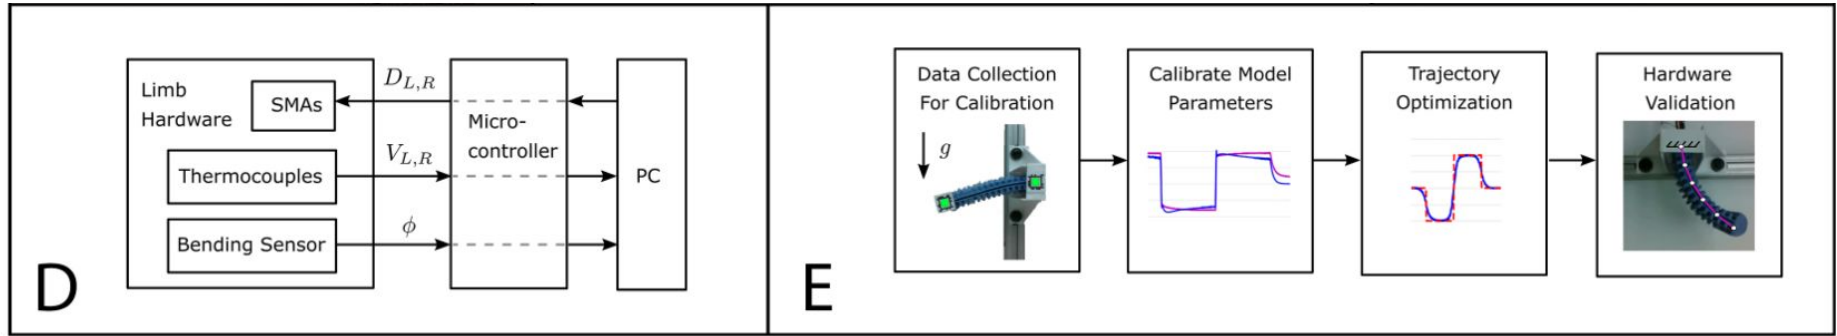 D
Limb
Hardware
SMAs
Thermocouples
Bending Sensor
D_{L,R}
V_{L,R}
ϕ
Micro-
controller
PC
E
Data Collection
For Calibration
g
Calibrate Model
Parameters
Trajectory
Optimization
Hardware
Validation